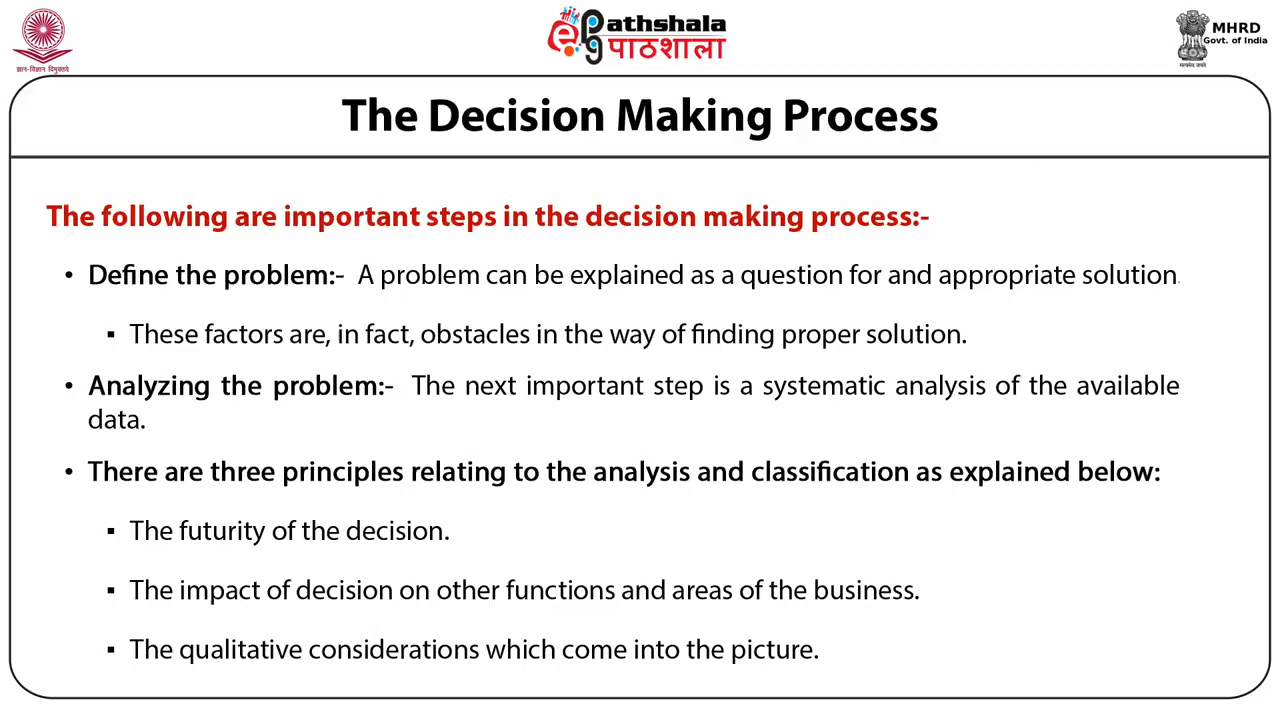 ज्ञान-विज्ञान विमुक्तये
epathshala
पाठशाला
सत्यमेव जयते
MHRD
Govt. of India
The Decision Making Process
The following are important steps in the decision making process:-
• Define the problem:- A problem can be explained as a question for and appropriate solution.
▪ These factors are, in fact, obstacles in the way of finding proper solution.
• Analyzing the problem:- The next important step is a systematic analysis of the available
data.
• There are three principles relating to the analysis and classification as explained below:
▪ The futurity of the decision.
▪ The impact of decision on other functions and areas of the business.
▪ The qualitative considerations which come into the picture.